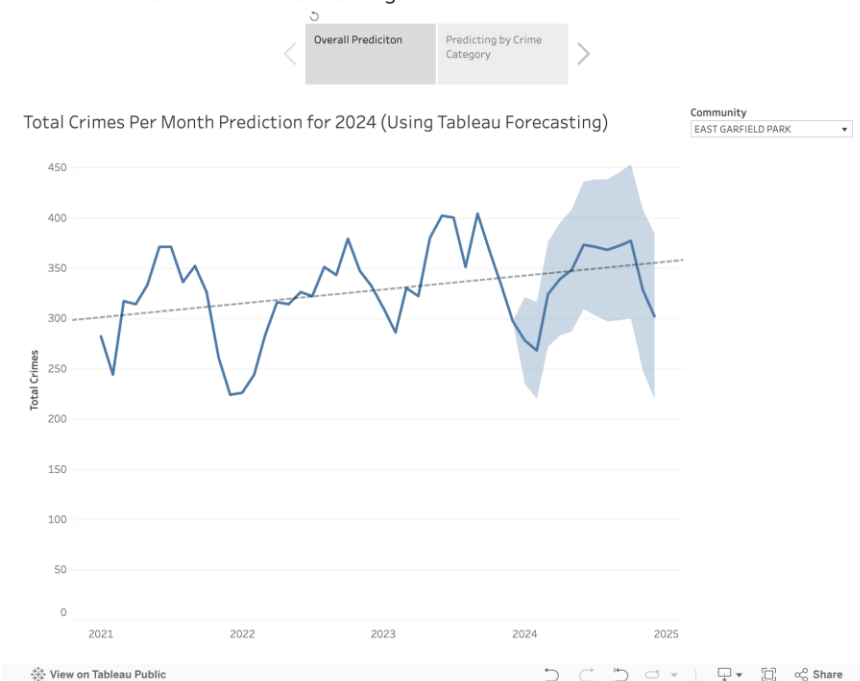 Overall Prediciton
Predicting by Crime
Category
Total Crimes Per Month Prediction for 2024 (Using Tableau Forecasting)
Community
EAST GARFIELD PARK
450
400
350
300
250
200
150
100
50
0
Total Crimes
2021
2022
2023
2024
2025
View on Tableau Public
Share